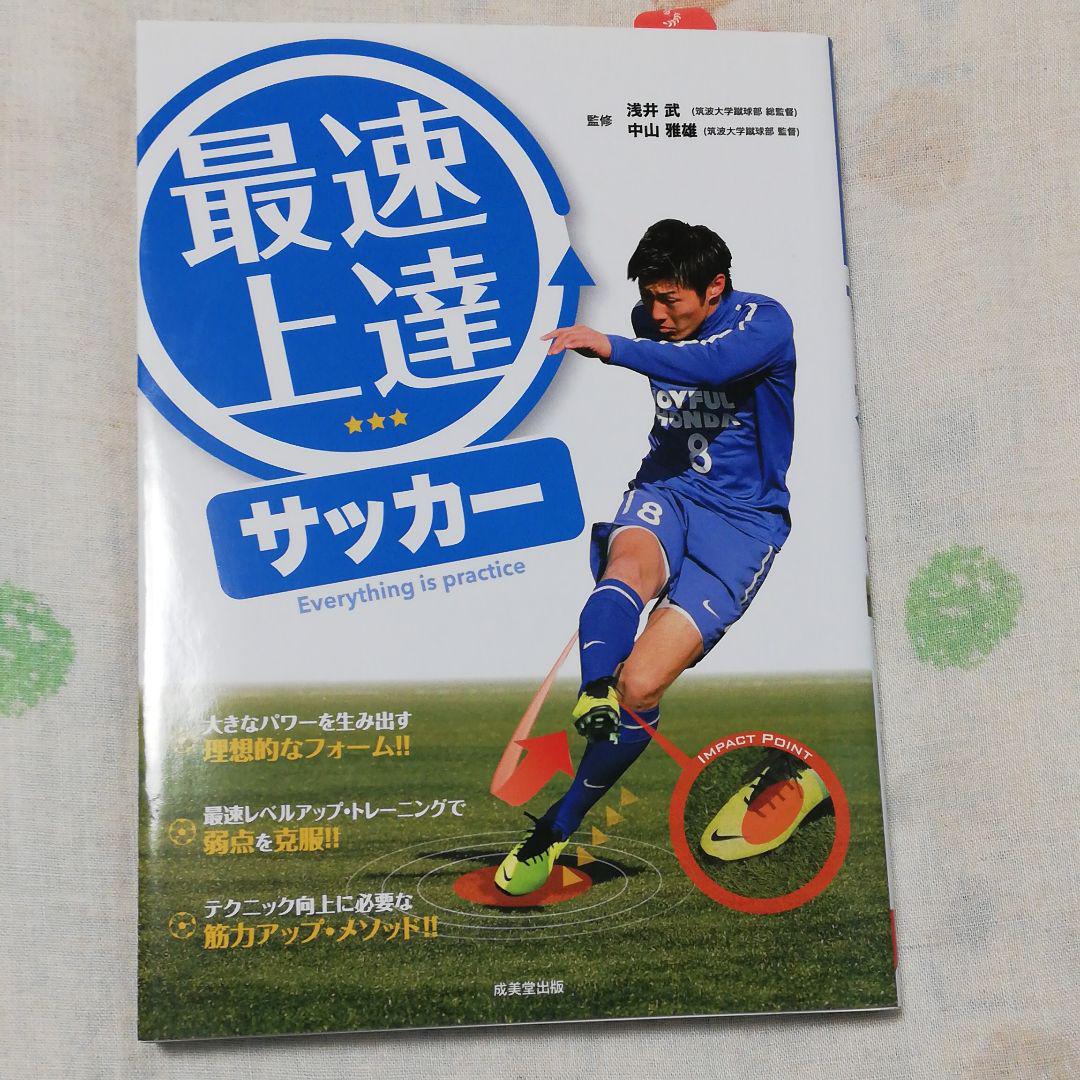 監修
浅井 武 (筑波大学蹴球部 総監督)
中山 雅雄 (筑波大学蹴球部 監督)
最速
上達
サッカー
Everything is practice
JOYFUL
HONDA
8
18
IMPACT POINT
大きなパワーを生み出す
理想的なフォーム!!
最速レベルアップ・トレーニングで
弱点を克服!!
テクニック向上に必要な
筋力アップ・メソッド!!
成美堂出版